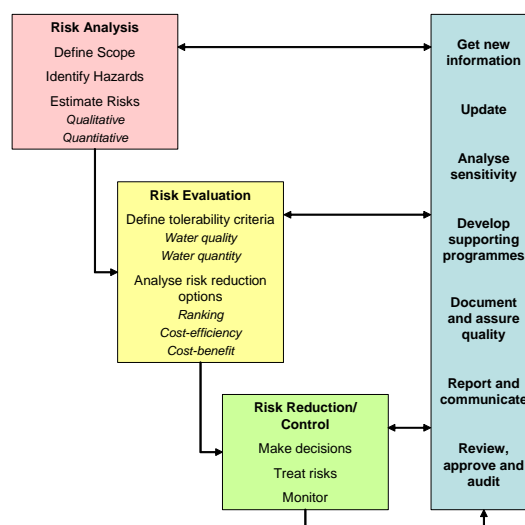 Risk Analysis
Define Scope
Identify Hazards
Estimate Risks
Qualitative
Quantitative
Risk Evaluation
Define tolerability criteria
Water quality
Water quantity
Analyse risk reduction
options
Ranking
Cost-efficiency
Cost-benefit
Risk Reduction/
Control
Make decisions
Treat risks
Monitor
Get new
information
Update
Analyse
sensitivity
Develop
supporting
programmes
Document
and assure
quality
Report and
communicate
Review,
approve and
audit